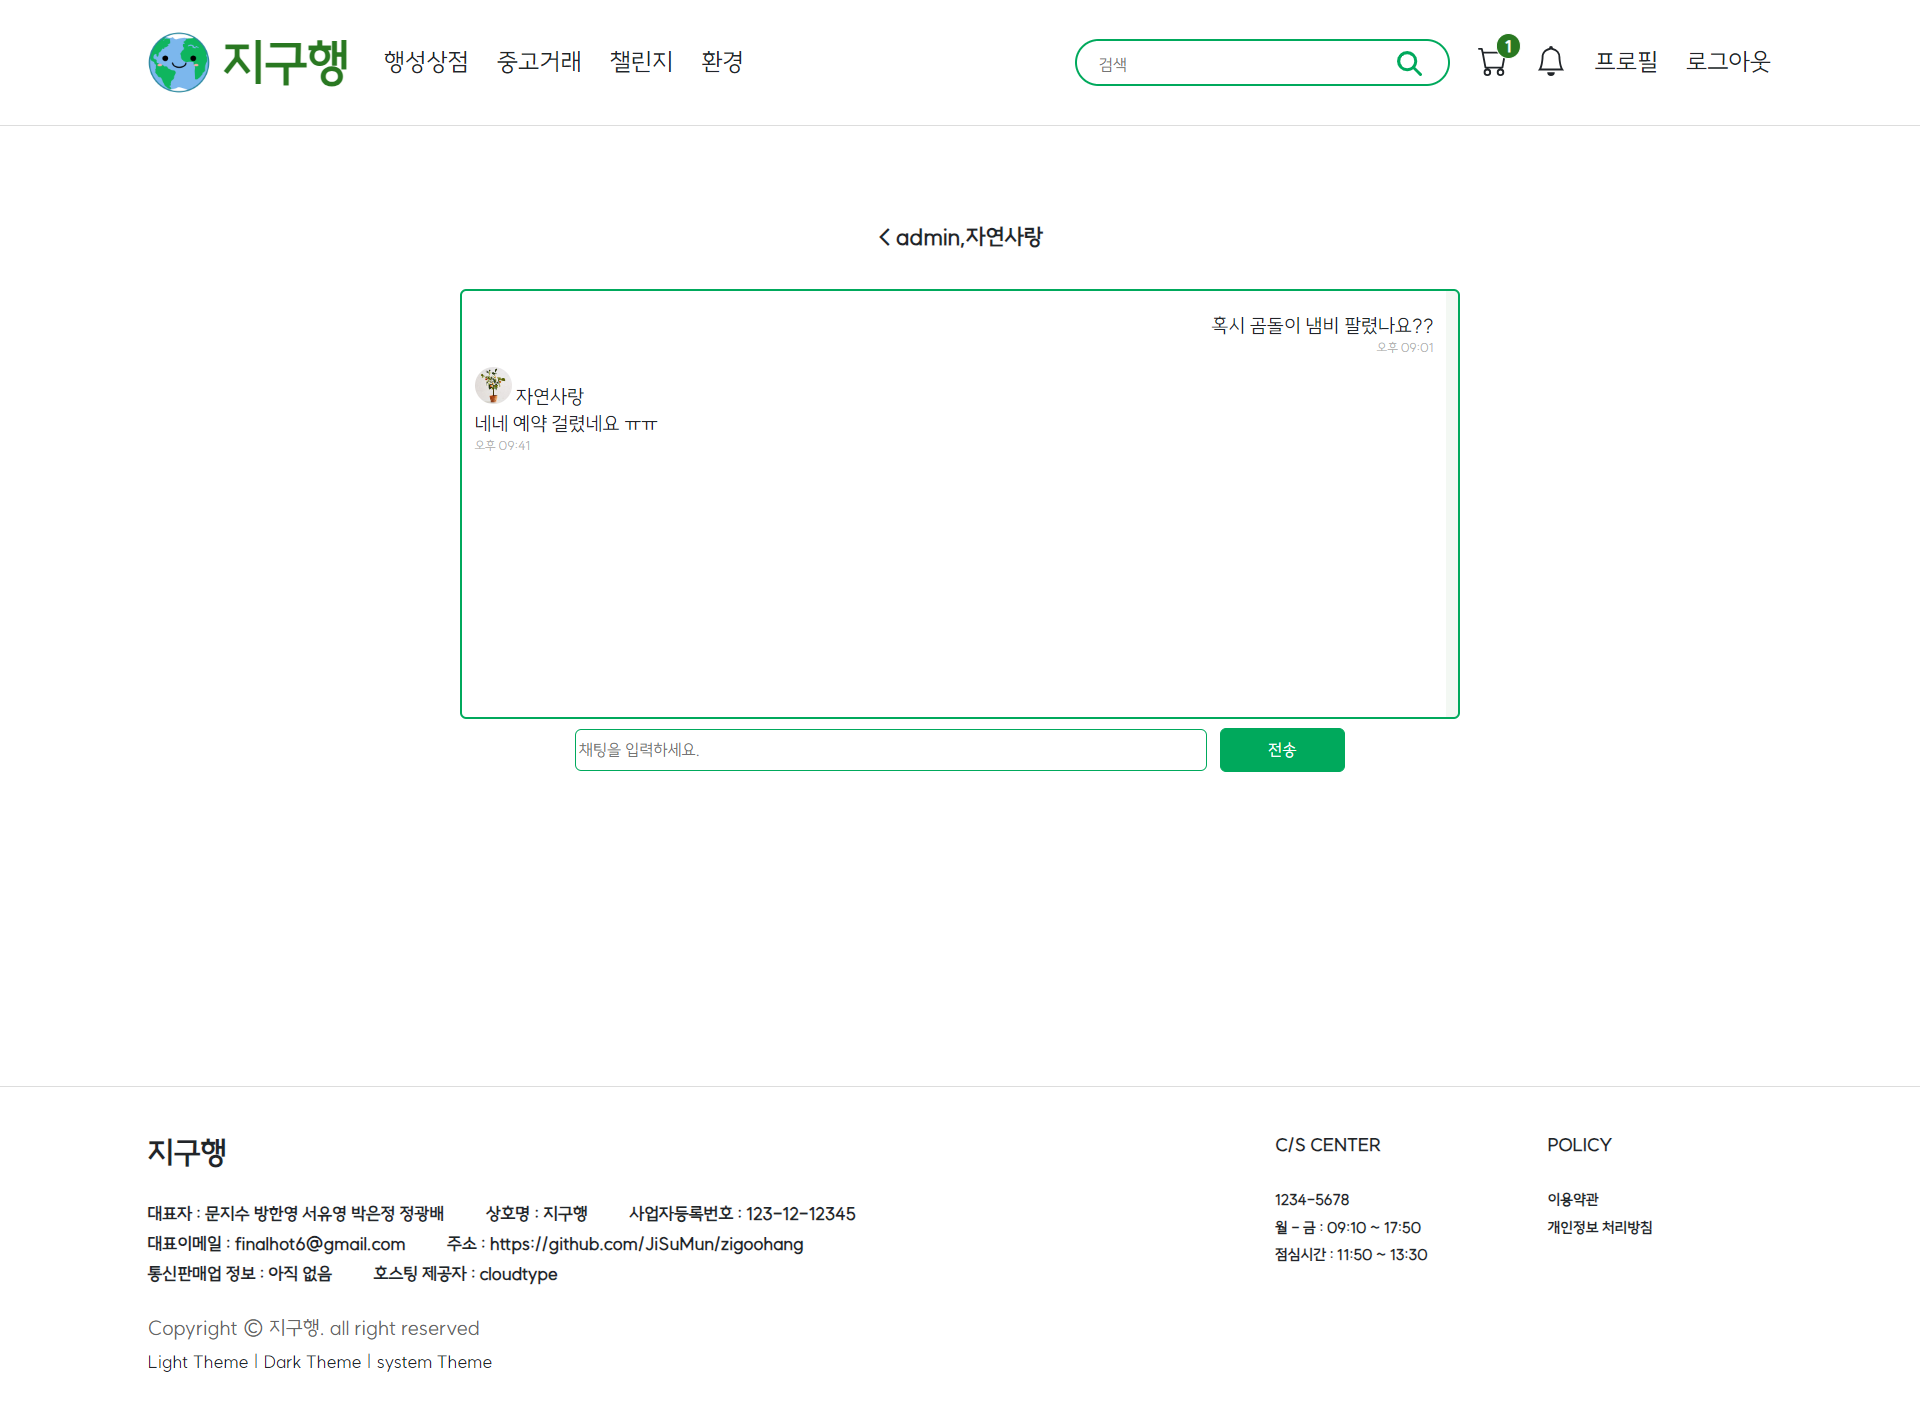 지구행 행성상점 중고거래 챌린지 환경 검색 1 프로필 로그아웃
admin,자연사랑
혹시 곰돌이 냄비 팔렸나요??
오후 09:01
자연사랑
네네 예약 걸렸네요 ㅠㅠ
오후 09:41
채팅을 입력하세요. 전송
지구행
대표자 : 문지수 방한영 서유영 박은정 정광배 상호명 : 지구행 사업자등록번호 : 123-12-12345
대표이메일 : finalhot6@gmail.com 주소 : https://github.com/JiSuMun/zigoohang
통신판매업 정보 : 아직 없음 호스팅 제공자 : cloudtype
Copyright © 지구행. all right reserved
Light Theme | Dark Theme | system Theme
C/S CENTER
1234-5678
월 - 금 : 09:10 ~ 17:50
점심시간 : 11:50 ~ 13:30
POLICY
이용약관
개인정보 처리방침